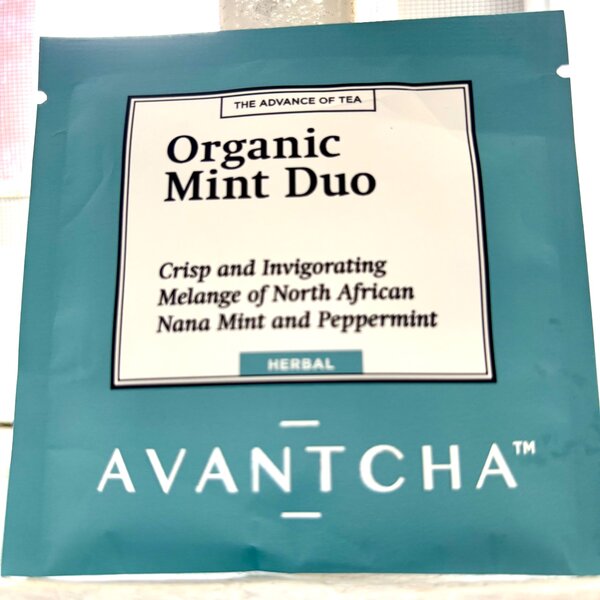 THE ADVANCE OF TEA
Organic
Mint Duo
Crisp and Invigorating
Melange of North African
Nana Mint and Peppermint
HERBAL
AVANTCHA™